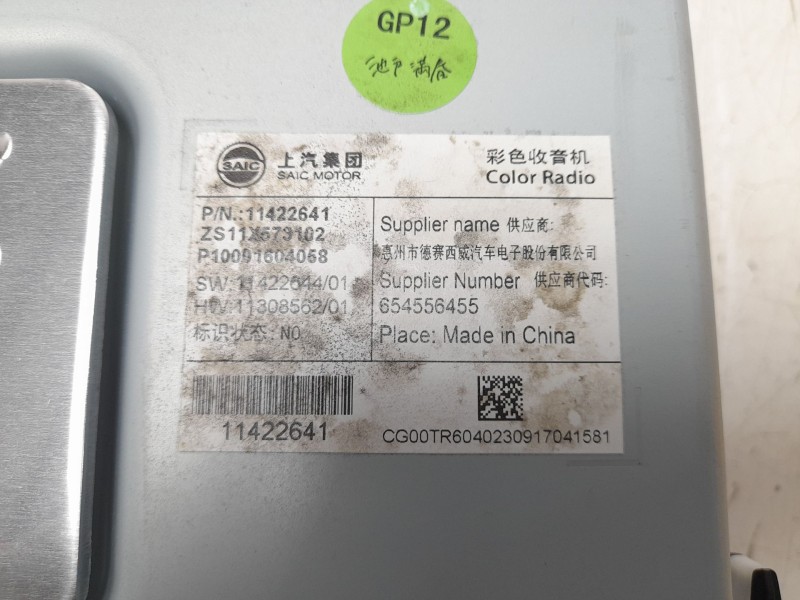 GP12
SAIC
上汽集团
SAIC MOTOR
彩色收音机
Color Radio
P/N.:11422641
ZS11X573102
P10091604058
SW:11422644/01
HW:11308562/01
标识状态: N0
Supplier name 供应商:
惠州市德赛西威汽车电子股份有限公司
Supplier Number 供应商代码:
654556455
Place: Made in China
11422641
CG00TR6040230917041581